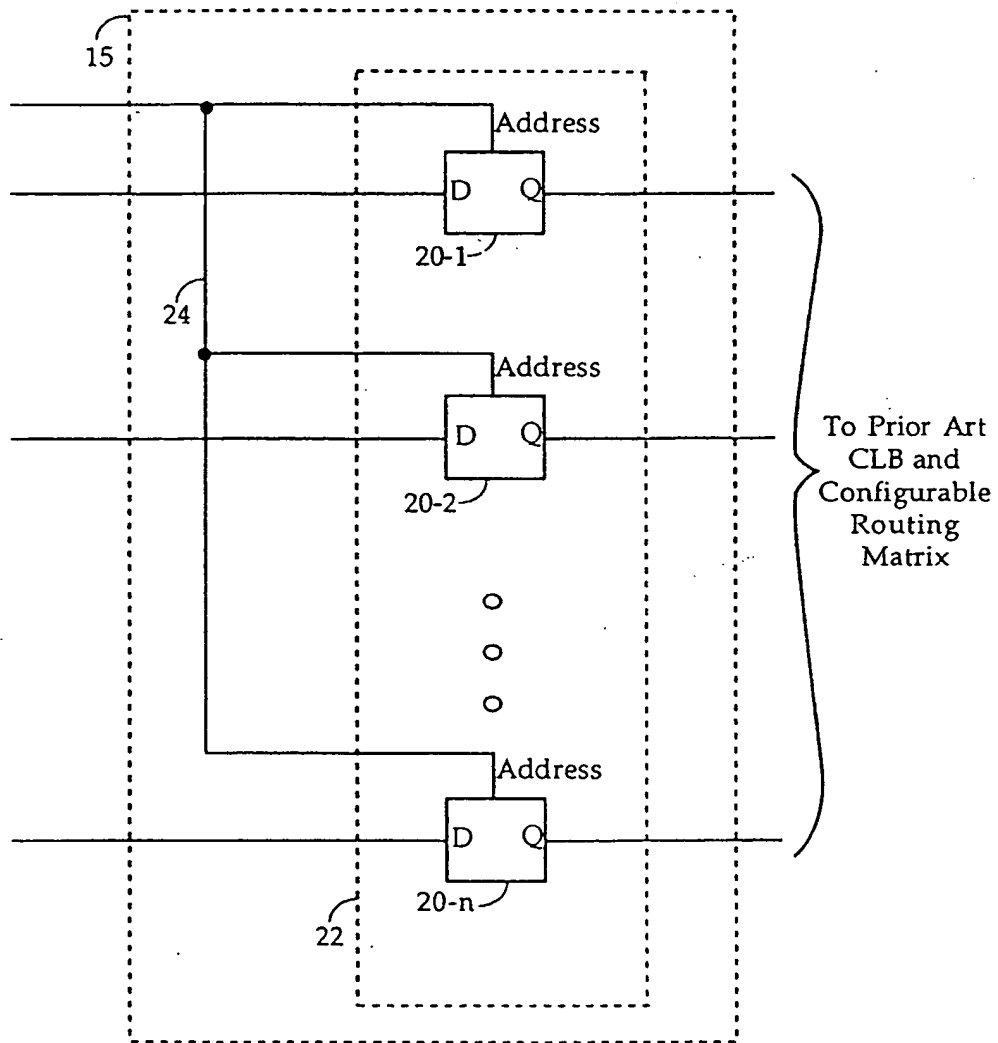 15
Address
D Q
20-1
24
Address
D Q
20-2
To Prior Art
CLB and
Configurable
Routing
Matrix
Address
D Q
20-n
22